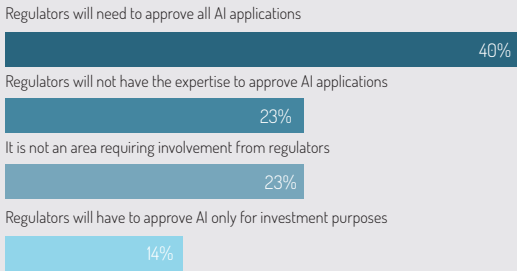 Regulators will need to approve all AI applications
40%
Regulators will not have the expertise to approve AI applications
23%
It is not an area requiring involvement from regulators
23%
Regulators will have to approve AI only for investment purposes
14%